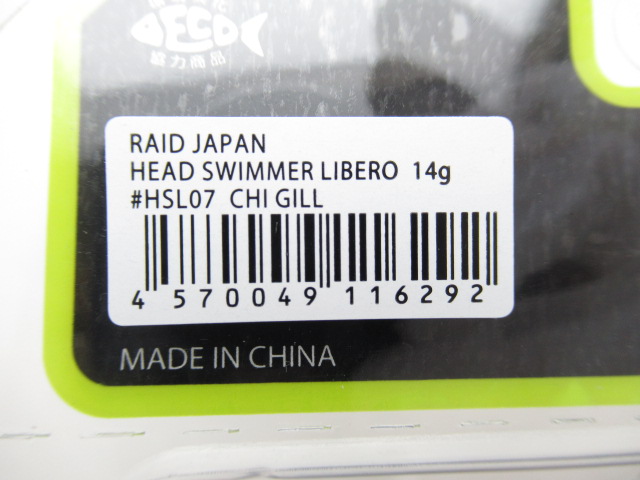 DECO
協力商品
RAID JAPAN
HEAD SWIMMER LIBERO 14g
#HSL07 CHI GILL
4 570049 116292
MADE IN CHINA